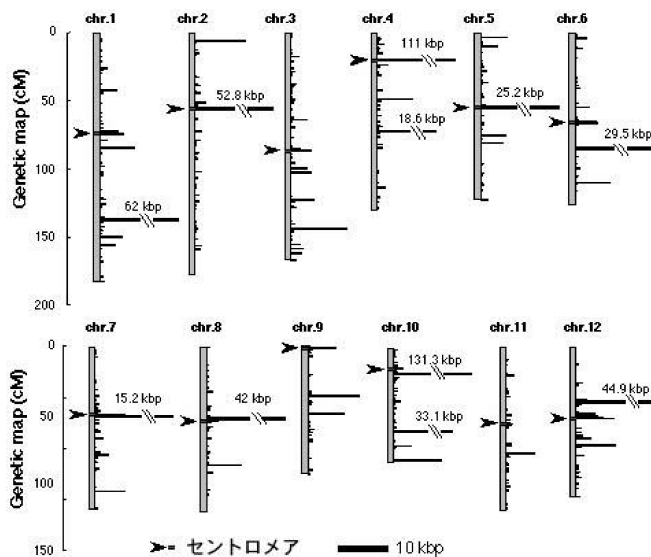 chr.1 chr.2 chr.3 chr.4 chr.5 chr.6
0
50
100
150
200
Genetic map (cM)
111 kbp
52.8 kbp
25.2 kbp
18.6 kbp
29.5 kbp
62 kbp
chr.7 chr.8 chr.9 chr.10 chr.11 chr.12
0
50
100
150
Genetic map (cM)
131.3 kbp
44.9 kbp
15.2 kbp
42 kbp
33.1 kbp
セントロメア
10 kbp